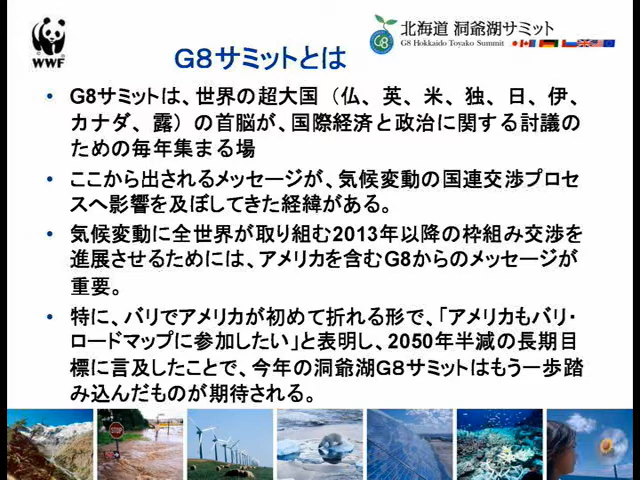 WWF
G8サミットとは
G8
北海道 洞爺湖サミット
G8 Hokkaido Toyako Summit
• G8サミットは、世界の超大国（仏、英、米、独、日、伊、
カナダ、露）の首脳が、国際経済と政治に関する討議の
ための毎年集まる場
• ここから出されるメッセージが、気候変動の国連交渉プロセ
スへ影響を及ぼしてきた経緯がある。
• 気候変動に全世界が取り組む2013年以降の枠組み交渉を
進展させるためには、アメリカを含むG8からのメッセージが
重要。
• 特に、バリでアメリカが初めて折れる形で、「アメリカもバリ・
ロードマップに参加したい」と表明し、2050年半減の長期目
標に言及したことで、今年の洞爺湖G8サミットはもう一歩踏
み込んだものが期待される。
STOP